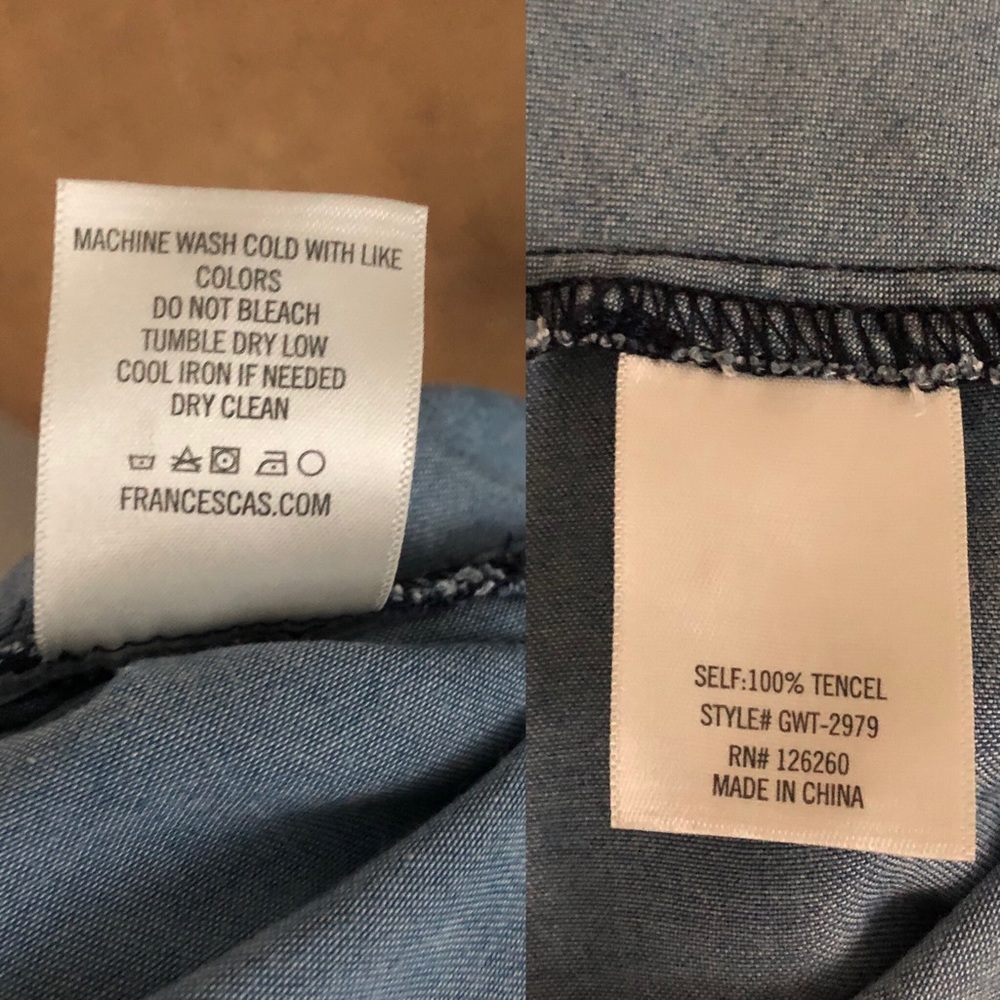 MACHINE WASH COLD WITH LIKE
COLORS
DO NOT BLEACH
TUMBLE DRY LOW
COOL IRON IF NEEDED
DRY CLEAN
FRANCESCAS.COM
SELF:100% TENCEL
STYLE# GWT-2979
RN# 126260
MADE IN CHINA